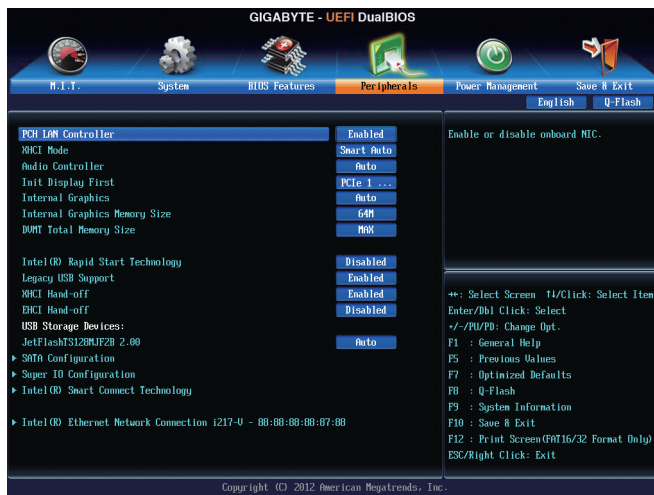 GIGABYTE - UEFI DualBIOS
M.I.T. System BIOS Features Peripherals Power Management Save & Exit
English Q-Flash
PCH LAN Controller Enabled
XHCI Mode Smart Auto
Audio Controller Auto
Init Display First PCIe 1 ...
Internal Graphics Auto
Internal Graphics Memory Size 64M
DVMT Total Memory Size MAX
Intel(R) Rapid Start Technology Disabled
Legacy USB Support Enabled
XHCI Hand-off Enabled
EHCI Hand-off Disabled
USB Storage Devices:
JetFlashTS128MJF2B 2.00 Auto
SATA Configuration
Super IO Configuration
Intel(R) Smart Connect Technology
Intel(R) Ethernet Network Connection i217-V - 88:88:88:88:87:88
Enable or disable onboard NIC.
↔: Select Screen ↑↓/Click: Select Item
Enter/Dbl Click: Select
+/-/PU/PD: Change Opt.
F1 : General Help
F5 : Previous Values
F7 : Optimized Defaults
F8 : Q-Flash
F9 : System Information
F10 : Save & Exit
F12 : Print Screen(FAT16/32 Format Only)
ESC/Right Click: Exit
Copyright (C) 2012 American Megatrends, Inc.